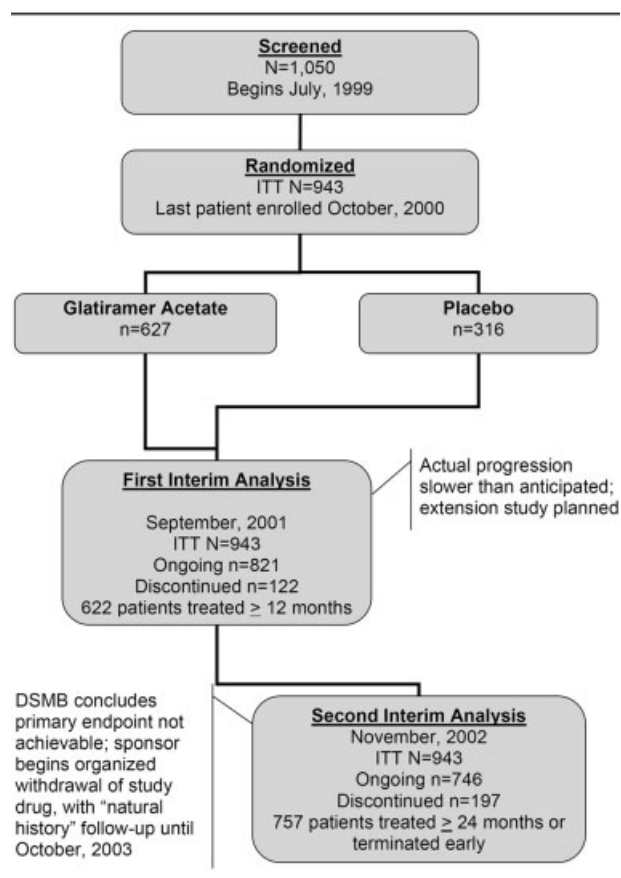 Screened
N=1,050
Begins July, 1999
Randomized
ITT N=943
Last patient enrolled October, 2000
Glatiramer Acetate
n=627
Placebo
n=316
First Interim Analysis
September, 2001
ITT N=943
Ongoing n=821
Discontinued n=122
622 patients treated ≥ 12 months
Actual progression
slower than anticipated;
extension study planned
DSMB concludes
primary endpoint not
achievable; sponsor
begins organized
withdrawal of study
drug, with “natural
history” follow-up until
October, 2003
Second Interim Analysis
November, 2002
ITT N=943
Ongoing n=746
Discontinued n=197
757 patients treated ≥ 24 months or
terminated early